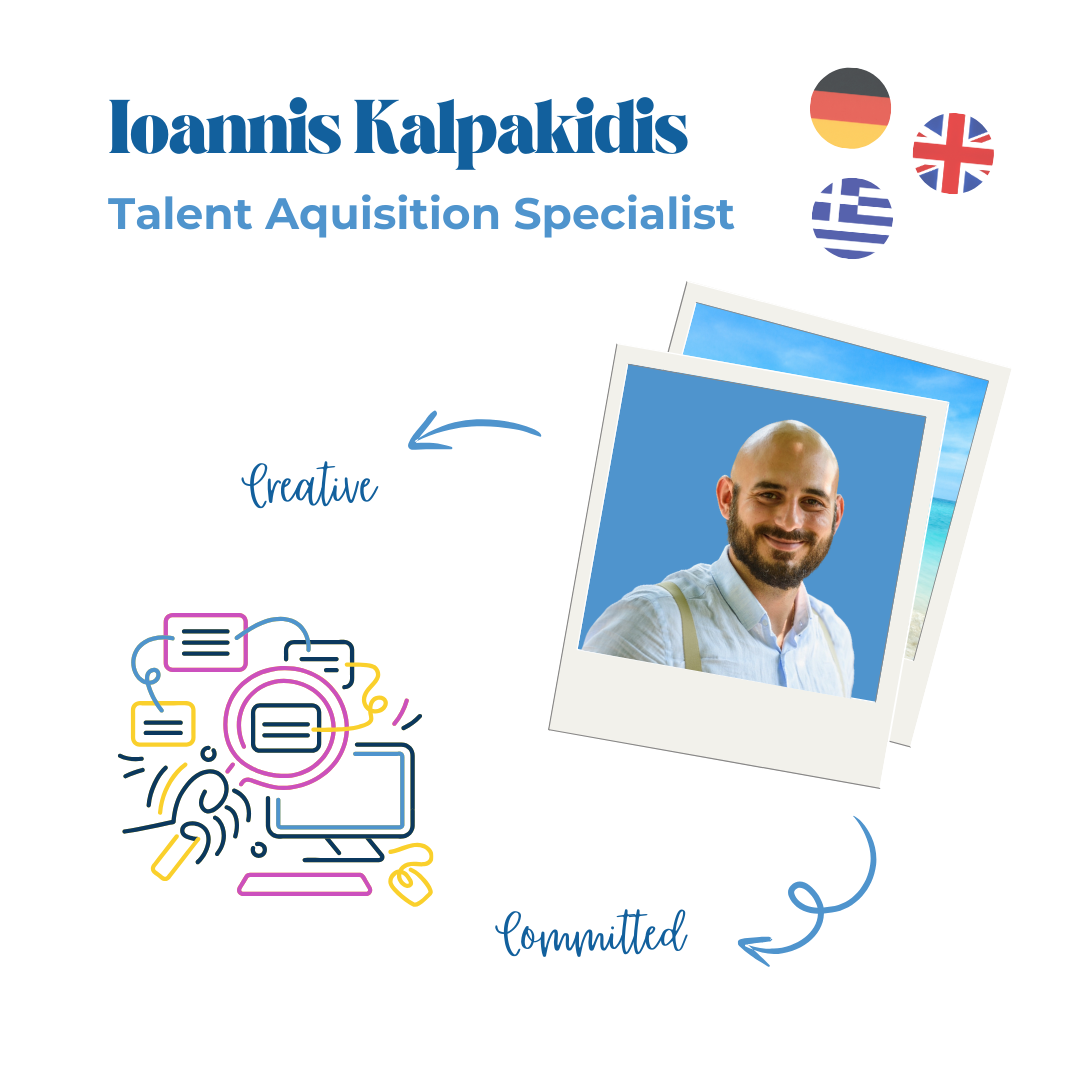 Ioannis Kalpakidis
Talent Aquisition Specialist
Creative
Committed